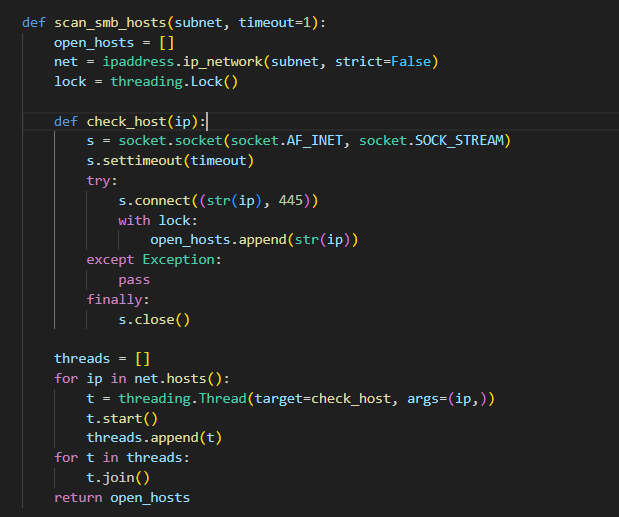 def scan_smb_hosts(subnet, timeout=1):
    open_hosts = []
    net = ipaddress.ip_network(subnet, strict=False)
    lock = threading.Lock()

    def check_host(ip):
        s = socket.socket(socket.AF_INET, socket.SOCK_STREAM)
        s.settimeout(timeout)
        try:
            s.connect((str(ip), 445))
            with lock:
                open_hosts.append(str(ip))
        except Exception:
            pass
        finally:
            s.close()

    threads = []
    for ip in net.hosts():
        t = threading.Thread(target=check_host, args=(ip,))
        t.start()
        threads.append(t)
    for t in threads:
        t.join()
    return open_hosts